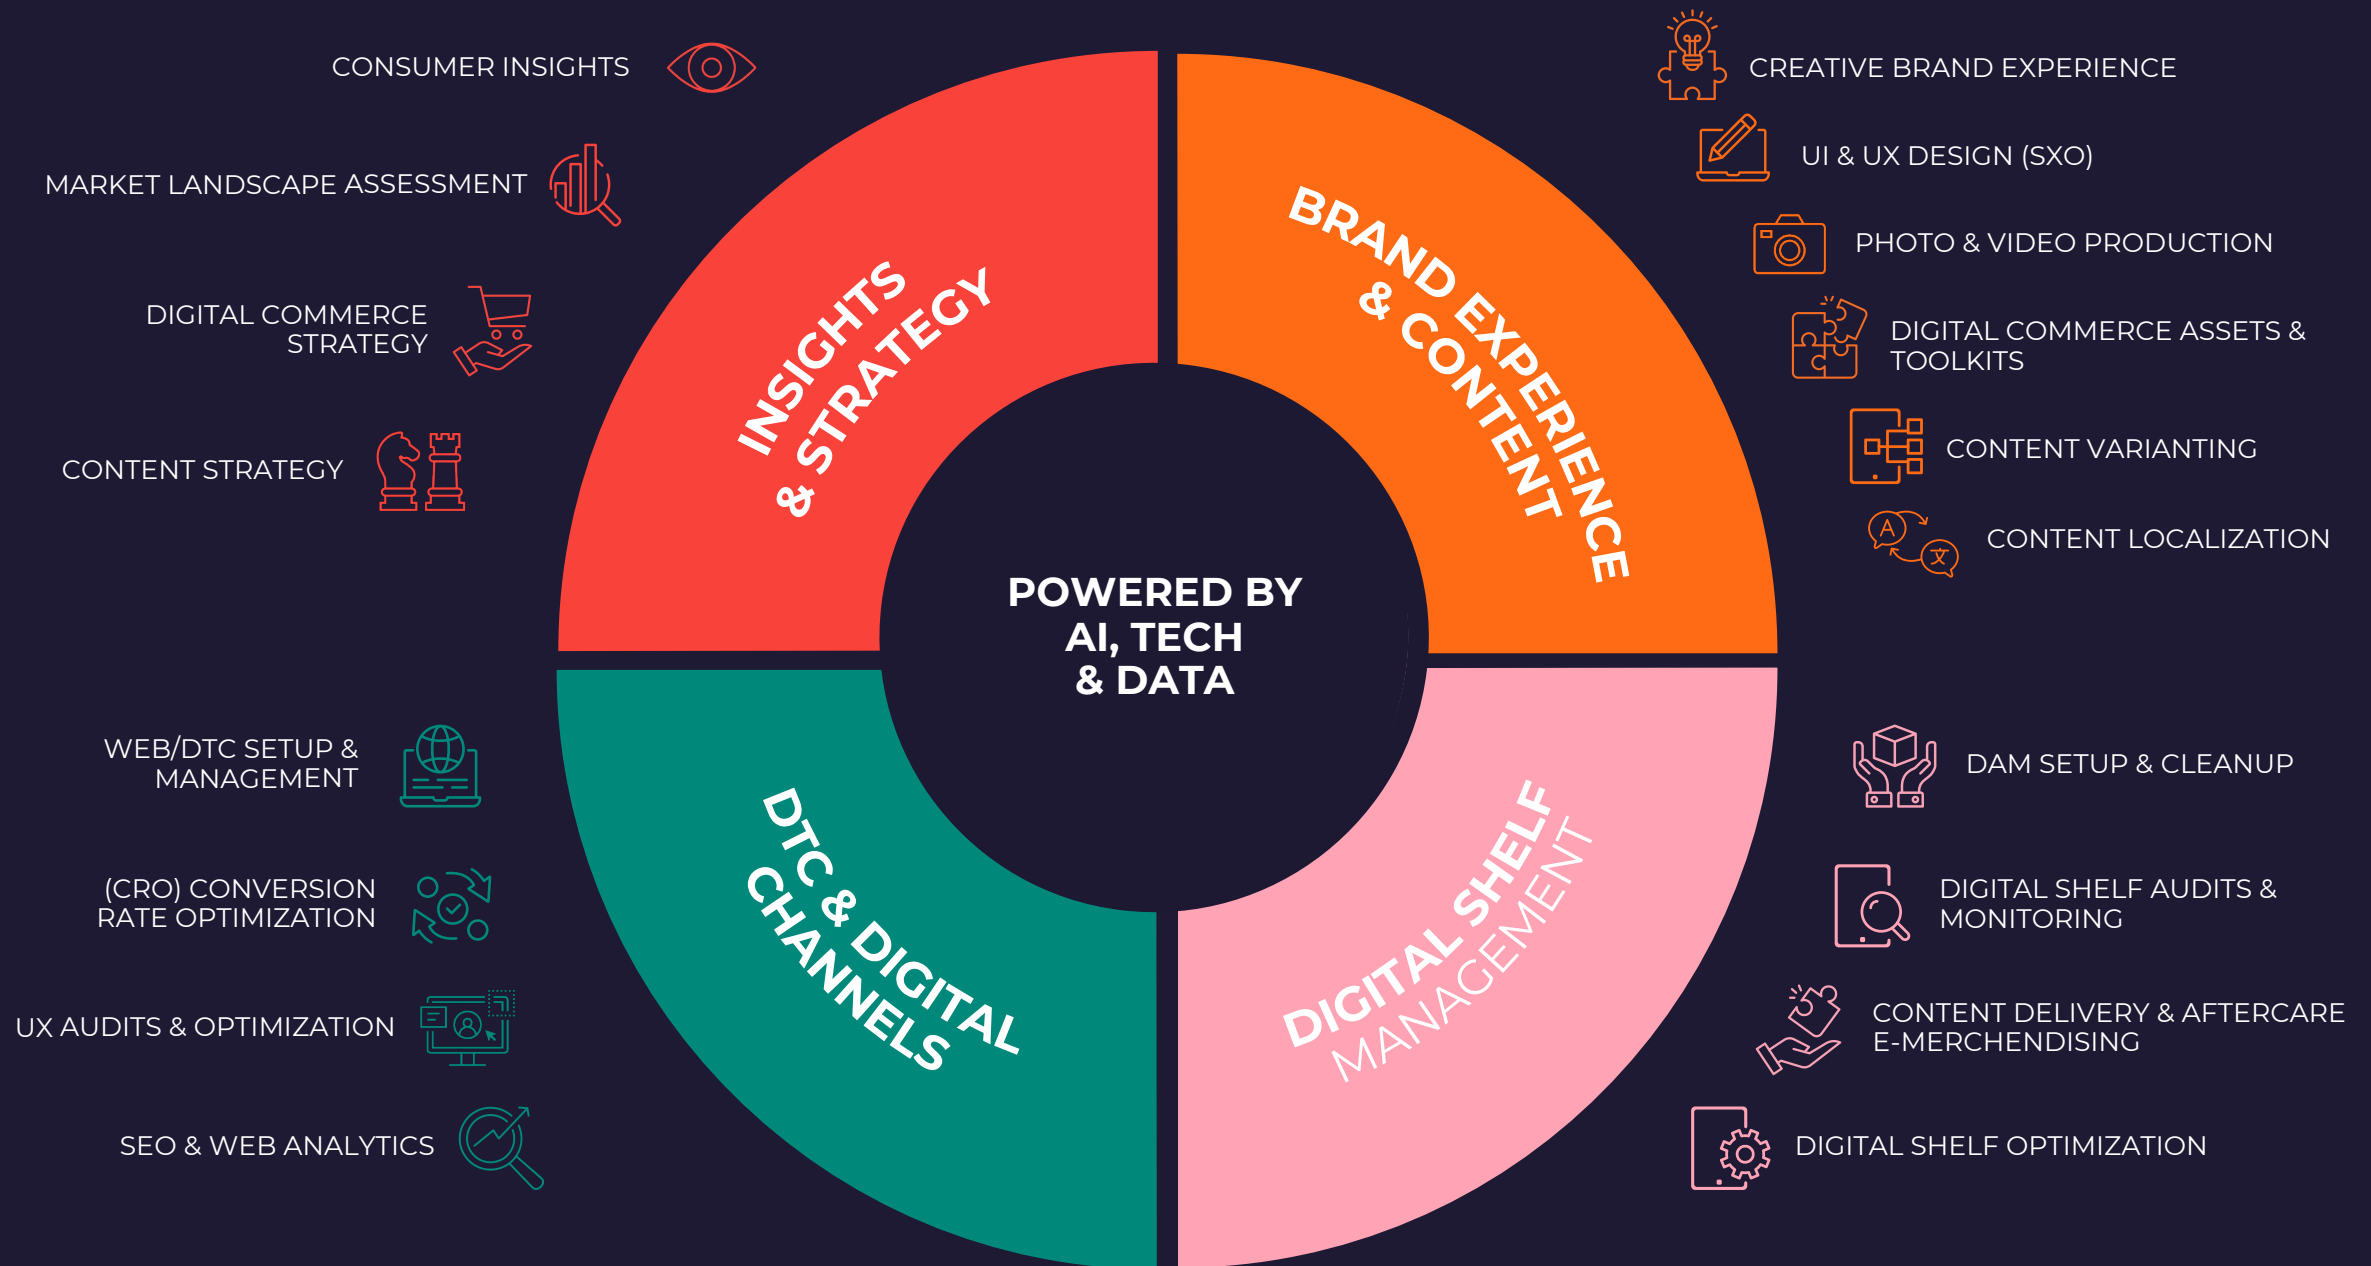 CONSUMER INSIGHTS
MARKET LANDSCAPE ASSESSMENT
DIGITAL COMMERCE
STRATEGY
CONTENT STRATEGY
INSIGHTS
& STRATEGY
BRAND EXPERIENCE
& CONTENT
CREATIVE BRAND EXPERIENCE
UI & UX DESIGN (SXO)
PHOTO & VIDEO PRODUCTION
DIGITAL COMMERCE ASSETS &
TOOLKITS
CONTENT VARIANTING
A
文
CONTENT LOCALIZATION
POWERED BY
AI, TECH
& DATA
WEB/DTC SETUP &
MANAGEMENT
(CRO) CONVERSION
RATE OPTIMIZATION
UX AUDITS & OPTIMIZATION
SEO & WEB ANALYTICS
DTC & DIGITAL
CHANNELS
DIGITAL SHELF
MANAGEMENT
DAM SETUP & CLEANUP
DIGITAL SHELF AUDITS &
MONITORING
CONTENT DELIVERY & AFTERCARE
E-MERCHENDISING
DIGITAL SHELF OPTIMIZATION